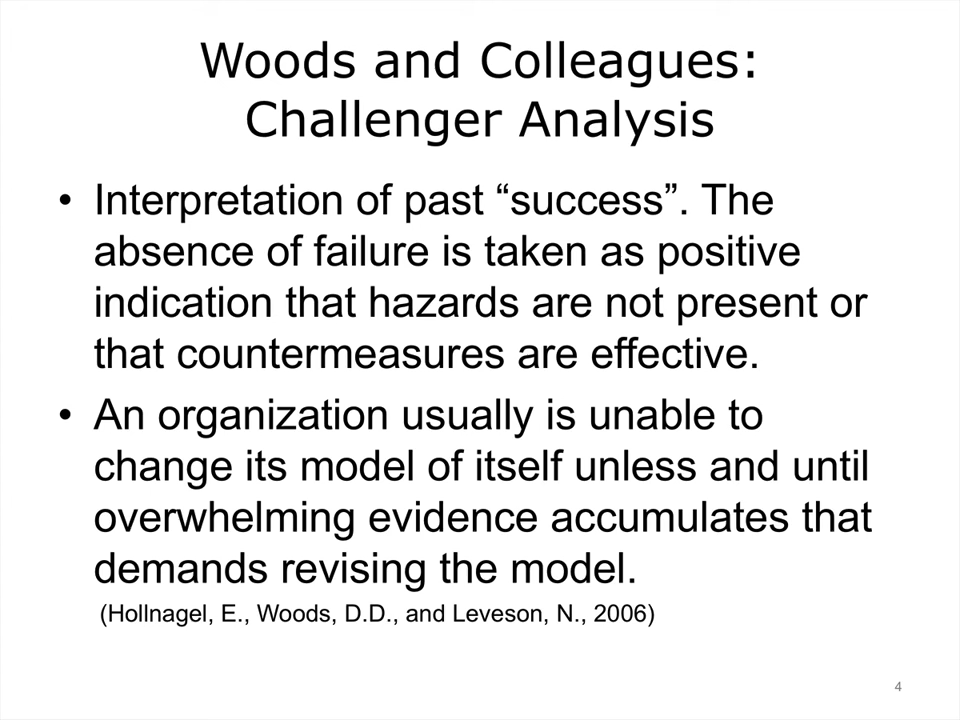 Woods and Colleagues:
Challenger Analysis
• Interpretation of past “success”. The
absence of failure is taken as positive
indication that hazards are not present or
that countermeasures are effective.
• An organization usually is unable to
change its model of itself unless and until
overwhelming evidence accumulates that
demands revising the model.
(Hollnagel, E., Woods, D.D., and Leveson, N., 2006)
4